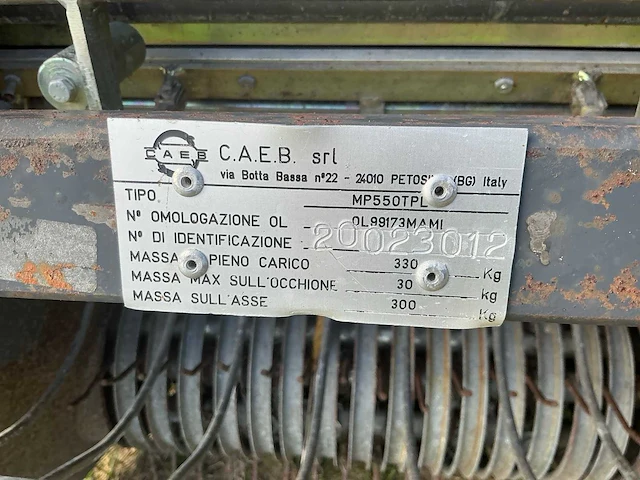 CAEB C.A.E.B. srl
via Botta Bassa n°22 - 24010 (BG) Italy
TIPO MP550TPL
N° OMOLOGAZIONE OL OL99173MAMI
N° DI IDENTIFICAZIONE 20023012
MASSA PIENO CARICO 330 Kg
MASSA MAX SULL'OCCHIONE 30 kg
MASSA SULL'ASSE 300 Kg